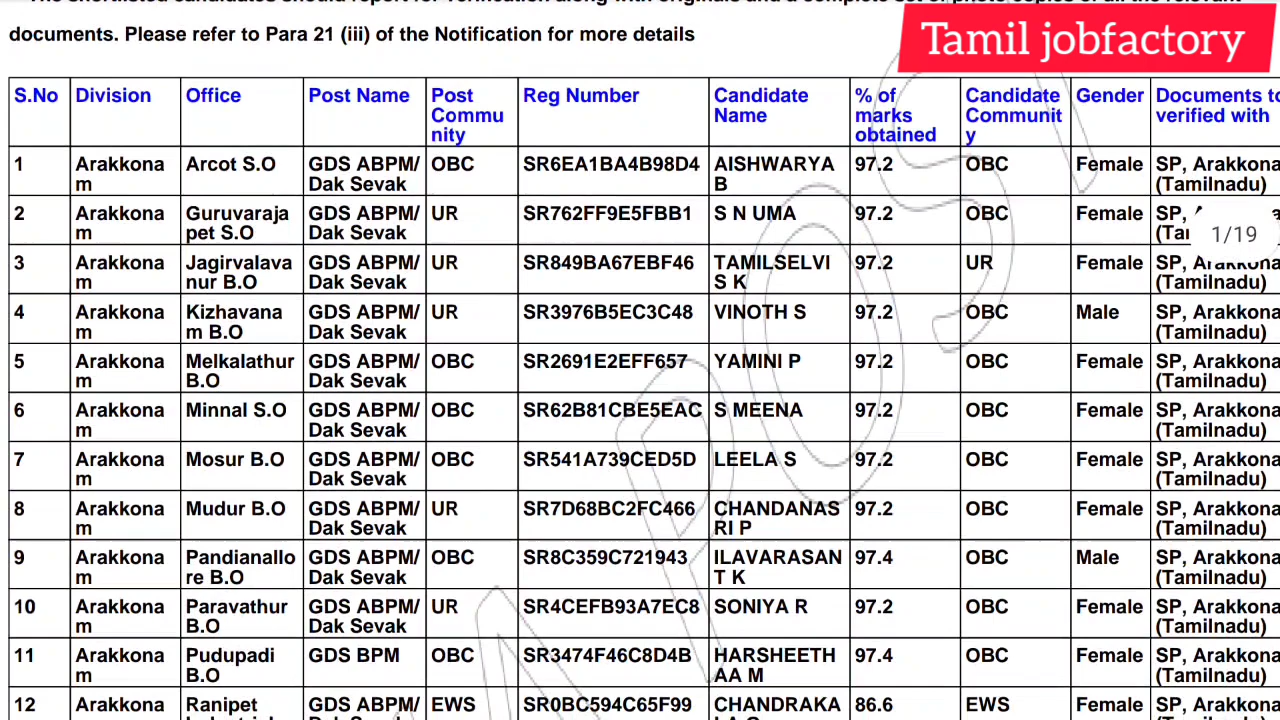 documents. Please refer to Para 21 (iii) of the Notification for more details
Tamil jobfactory
S.No Division Office Post Name Post Community Reg Number Candidate Name % of marks obtained Candidate Community Gender Documents to verified with
1 Arakkonam Arcot S.O GDS ABPM/ Dak Sevak OBC SR6EA1BA4B98D4 AISHWARYA B 97.2 OBC Female SP, Arakkona (Tamilnadu)
2 Arakkonam Guruvarajapet S.O GDS ABPM/ Dak Sevak UR SR762FF9E5FBB1 S N UMA 97.2 OBC Female SP,
1/19
3 Arakkonam Jagirvalavanur B.O GDS ABPM/ Dak Sevak UR SR849BA67EBF46 TAMILSELVI S K 97.2 UR Female SP, Arakkona (Tamilnadu)
4 Arakkonam Kizhavanam B.O GDS ABPM/ Dak Sevak UR SR3976B5EC3C48 VINOTH S 97.2 OBC Male SP, Arakkona (Tamilnadu)
5 Arakkonam Melkalathur B.O GDS ABPM/ Dak Sevak OBC SR2691E2EFF657 YAMINI P 97.2 OBC Female SP, Arakkona (Tamilnadu)
6 Arakkonam Minnal S.O GDS ABPM/ Dak Sevak OBC SR62B81CBE5EAC S MEENA 97.2 OBC Female SP, Arakkona (Tamilnadu)
7 Arakkonam Mosur B.O GDS ABPM/ Dak Sevak OBC SR541A739CED5D LEELA S 97.2 OBC Female SP, Arakkona (Tamilnadu)
8 Arakkonam Mudur B.O GDS ABPM/ Dak Sevak UR SR7D68BC2FC466 CHANDANASRI P 97.2 OBC Female SP, Arakkona (Tamilnadu)
9 Arakkonam Pandianallore B.O GDS ABPM/ Dak Sevak OBC SR8C359C721943 ILAVARASAN T K 97.4 OBC Male SP, Arakkona (Tamilnadu)
10 Arakkonam Paravathur B.O GDS ABPM/ Dak Sevak UR SR4CEFB93A7EC8 SONIYA R 97.2 OBC Female SP, Arakkona (Tamilnadu)
11 Arakkonam Pudupadi B.O GDS BPM OBC SR3474F46C8D4B HARSHEETHAA M 97.4 OBC Female SP, Arakkona (Tamilnadu)
12 Arakkona Ranipet GDS ABPM/ EWS SR0BC594C65F99 CHANDRAKA 86.6 EWS Female SP, Arakkona